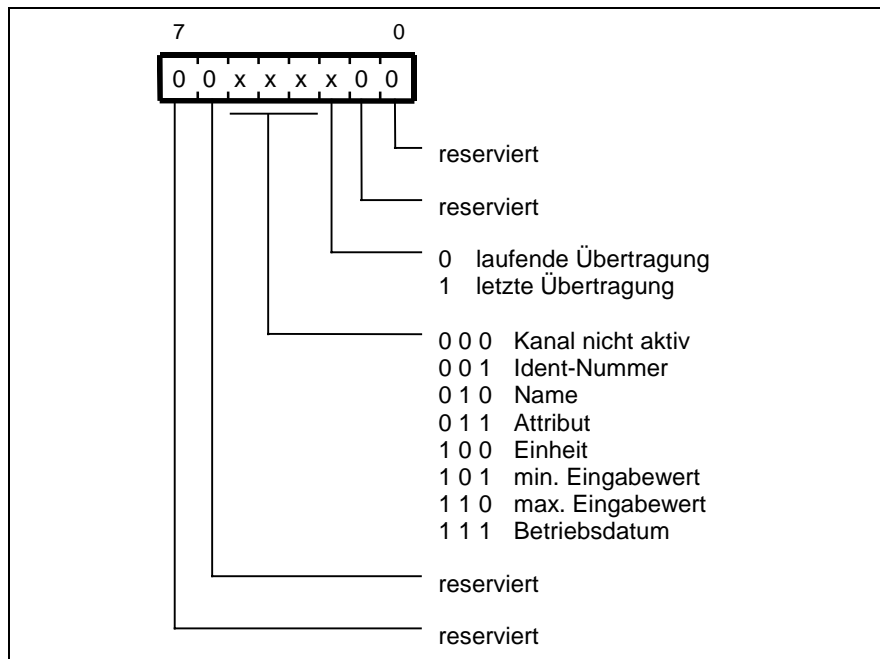 7 0
0 0 x x x x 0 0
reserviert
reserviert
0 laufende Übertragung
1 letzte Übertragung
0 0 0 Kanal nicht aktiv
0 0 1 Ident-Nummer
0 1 0 Name
0 1 1 Attribut
1 0 0 Einheit
1 0 1 min. Eingabewert
1 1 0 max. Eingabewert
1 1 1 Betriebsdatum
reserviert
reserviert